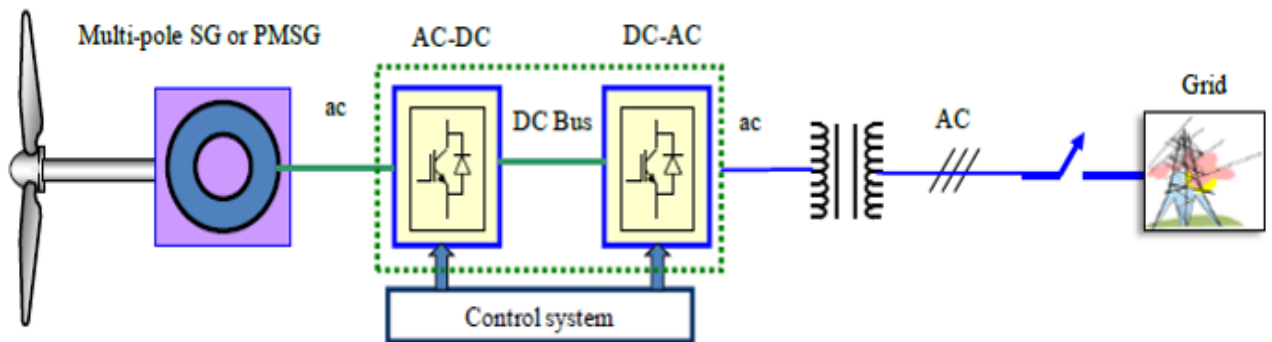 Multi-pole SG or PMSG
AC-DC
DC-AC
Grid
ac
DC Bus
ac
AC
Control system